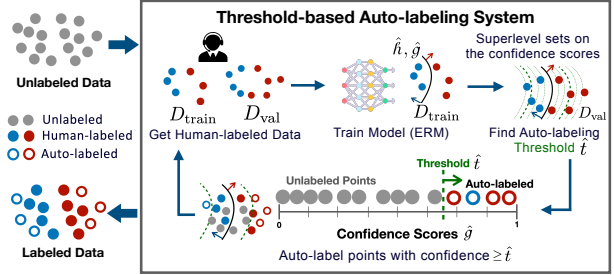 Threshold-based Auto-labeling System
Unlabeled Data
Unlabeled
Human-labeled
Auto-labeled
Labeled Data
D_train
D_val
Get Human-labeled Data
ĥ, ĝ
D_train
Train Model (ERM)
Superlevel sets on
the confidence scores
D_val
Find Auto-labeling
Threshold t̂
Threshold t̂
Unlabeled Points
Auto-labeled
0
1
Confidence Scores ĝ
Auto-label points with confidence ≥ t̂